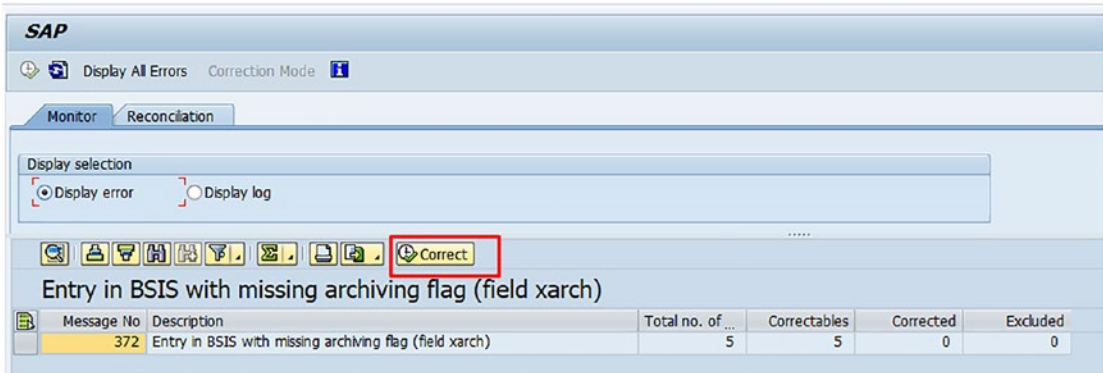 SAP
Display All Errors Correction Mode
Monitor Reconciliation
Display selection
Display error Display log
Correct
Entry in BSIS with missing archiving flag (field xarch)
Message No Description Total no. of ... Correctables Corrected Excluded
372 Entry in BSIS with missing archiving flag (field xarch) 5 5 0 0